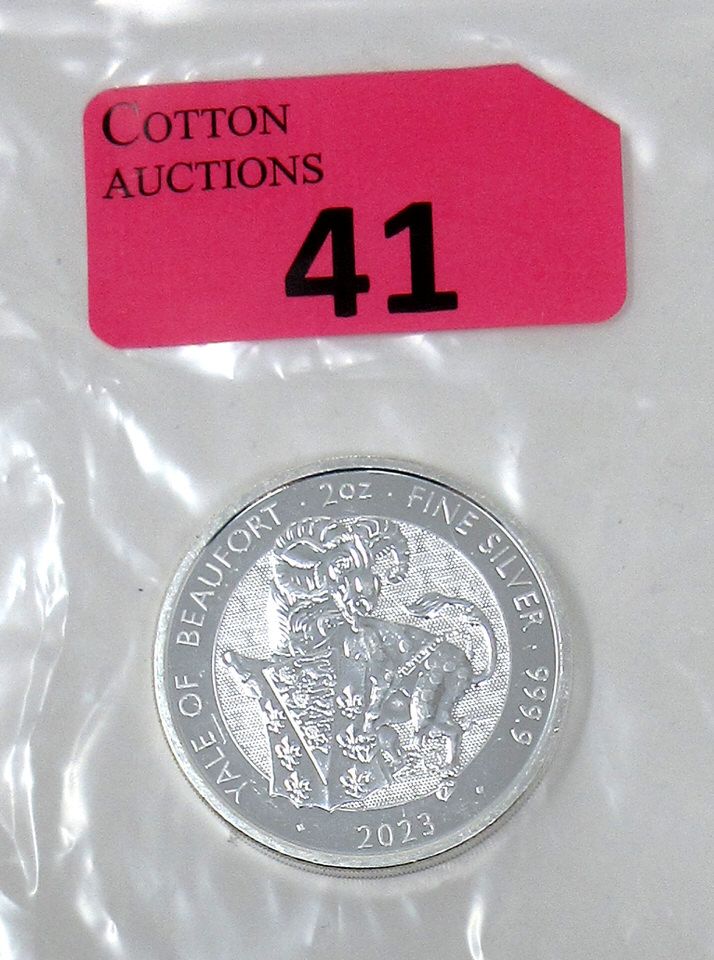 COTTON
AUCTIONS
41
YALE OF BEAUFORT · 2oz · FINE SILVER · 999.9
· 2023 ·